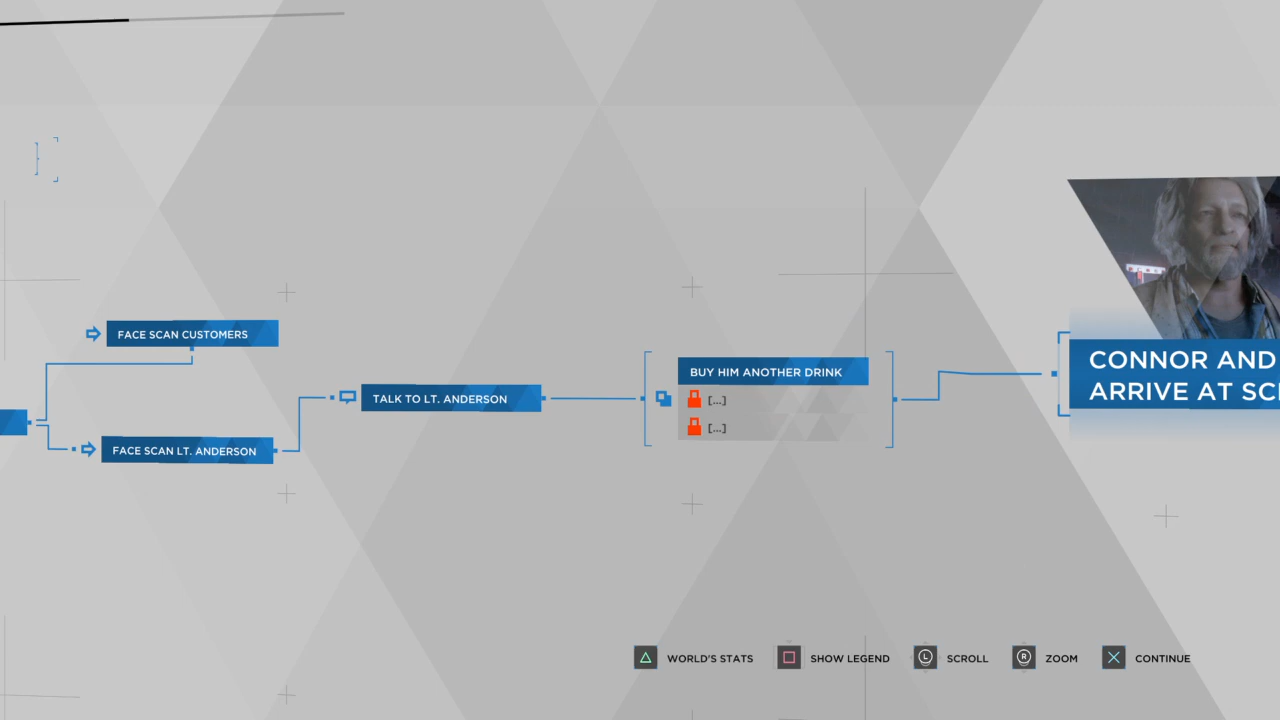 FACE SCAN CUSTOMERS
FACE SCAN LT. ANDERSON
TALK TO LT. ANDERSON
BUY HIM ANOTHER DRINK
[...]
[...]
CONNOR AND
ARRIVE AT
WORLD'S STATS
SHOW LEGEND
L
SCROLL
R
ZOOM
CONTINUE